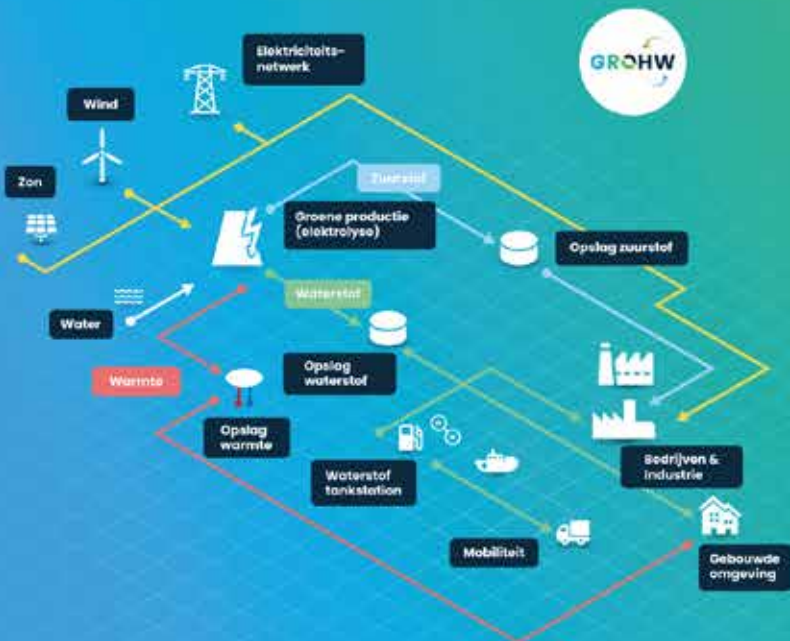 Elektriciteits-
netwerk
GROHW
Wind
Zon
Zuurstof
Groene productie
(elektrolyse)
Opslag zuurstof
Waterstof
Water
Warmte
Opslag
waterstof
Opslag
warmte
Waterstof
tankstation
Bedrijven &
Industrie
Mobiliteit
Gebouwde
omgeving